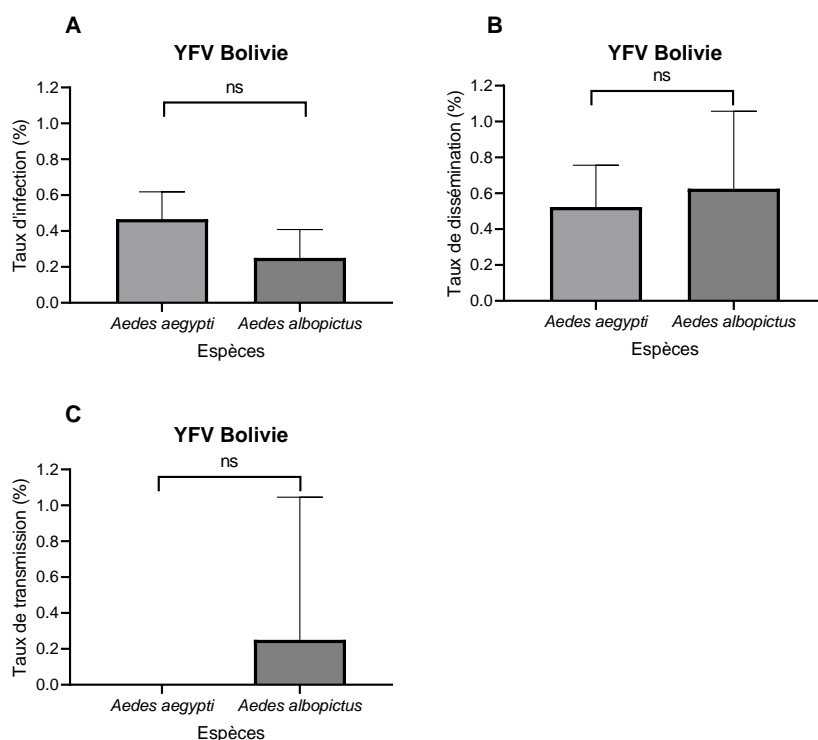 A
YFV Bolivie
ns
Taux d'infection (%)
1.2
1.0
0.8
0.6
0.4
0.2
0.0
Aedes aegypti Aedes albopictus
Espèces
B
YFV Bolivie
ns
Taux de dissémination (%)
1.2
1.0
0.8
0.6
0.4
0.2
0.0
Aedes aegypti Aedes albopictus
Espèces
C
YFV Bolivie
ns
Taux de transmission (%)
1.2
1.0
0.8
0.6
0.4
0.2
0.0
Aedes aegypti Aedes albopictus
Espèces